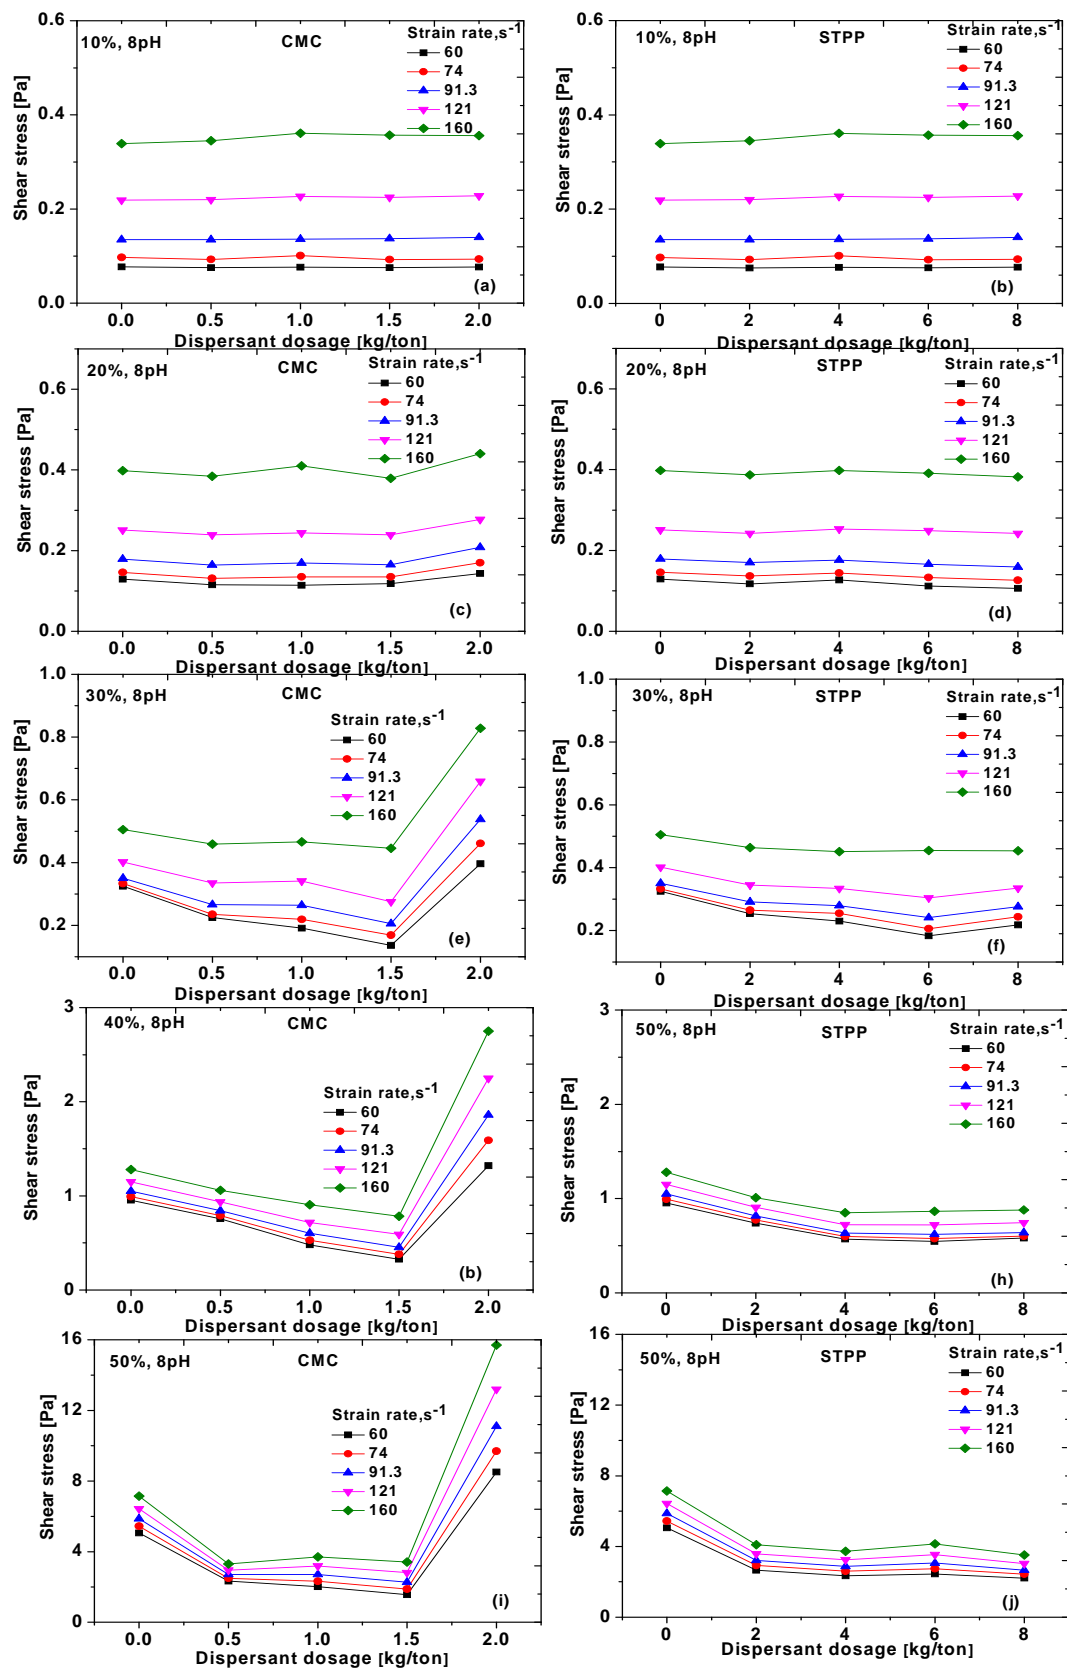 10%, 8pH
CMC
Strain rate,s-1
60
74
91.3
121
160
Shear stress [Pa]
0.6
0.4
0.2
0.0
(a)
0.0 0.5 1.0 1.5 2.0
Dispersant dosage [kg/ton]
10%, 8pH
STPP
Strain rate,s-1
60
74
91.3
121
160
Shear stress [Pa]
0.6
0.4
0.2
0.0
(b)
0 2 4 6 8
Dispersant dosage [kg/ton]
20%, 8pH
CMC
Strain rate,s-1
60
74
91.3
121
160
Shear stress [Pa]
0.6
0.4
0.2
0.0
(c)
0.0 0.5 1.0 1.5 2.0
Dispersant dosage [kg/ton]
20%, 8pH
STPP
Strain rate,s-1
60
74
91.3
121
160
Shear stress [Pa]
0.6
0.4
0.2
0.0
(d)
0 2 4 6 8
Dispersant dosage [kg/ton]
30%, 8pH
CMC
Strain rate,s-1
60
74
91.3
121
160
Shear stress [Pa]
1.0
0.8
0.6
0.4
0.2
(e)
0.0 0.5 1.0 1.5 2.0
Dispersant dosage [kg/ton]
30%, 8pH
STPP
Strain rate,s-1
60
74
91.3
121
160
Shear stress [Pa]
1.0
0.8
0.6
0.4
0.2
(f)
0 2 4 6 8
Dispersant dosage [kg/ton]
40%, 8pH
CMC
Strain rate,s-1
60
74
91.3
121
160
Shear stress [Pa]
3
2
1
0
(b)
0.0 0.5 1.0 1.5 2.0
Dispersant dosage [kg/ton]
50%, 8pH
STPP
Strain rate,s-1
60
74
91.3
121
160
Shear stress [Pa]
3
2
1
0
(h)
0 2 4 6 8
Dispersant dosage [kg/ton]
50%, 8pH
CMC
Strain rate,s-1
60
74
91.3
121
160
Shear stress [Pa]
16
12
8
4
0
(i)
0.0 0.5 1.0 1.5 2.0
Dispersant dosage [kg/ton]
50%, 8pH
STPP
Strain rate,s-1
60
74
91.3
121
160
Shear stress [Pa]
16
12
8
4
0
(j)
0 2 4 6 8
Dispersant dosage [kg/ton]